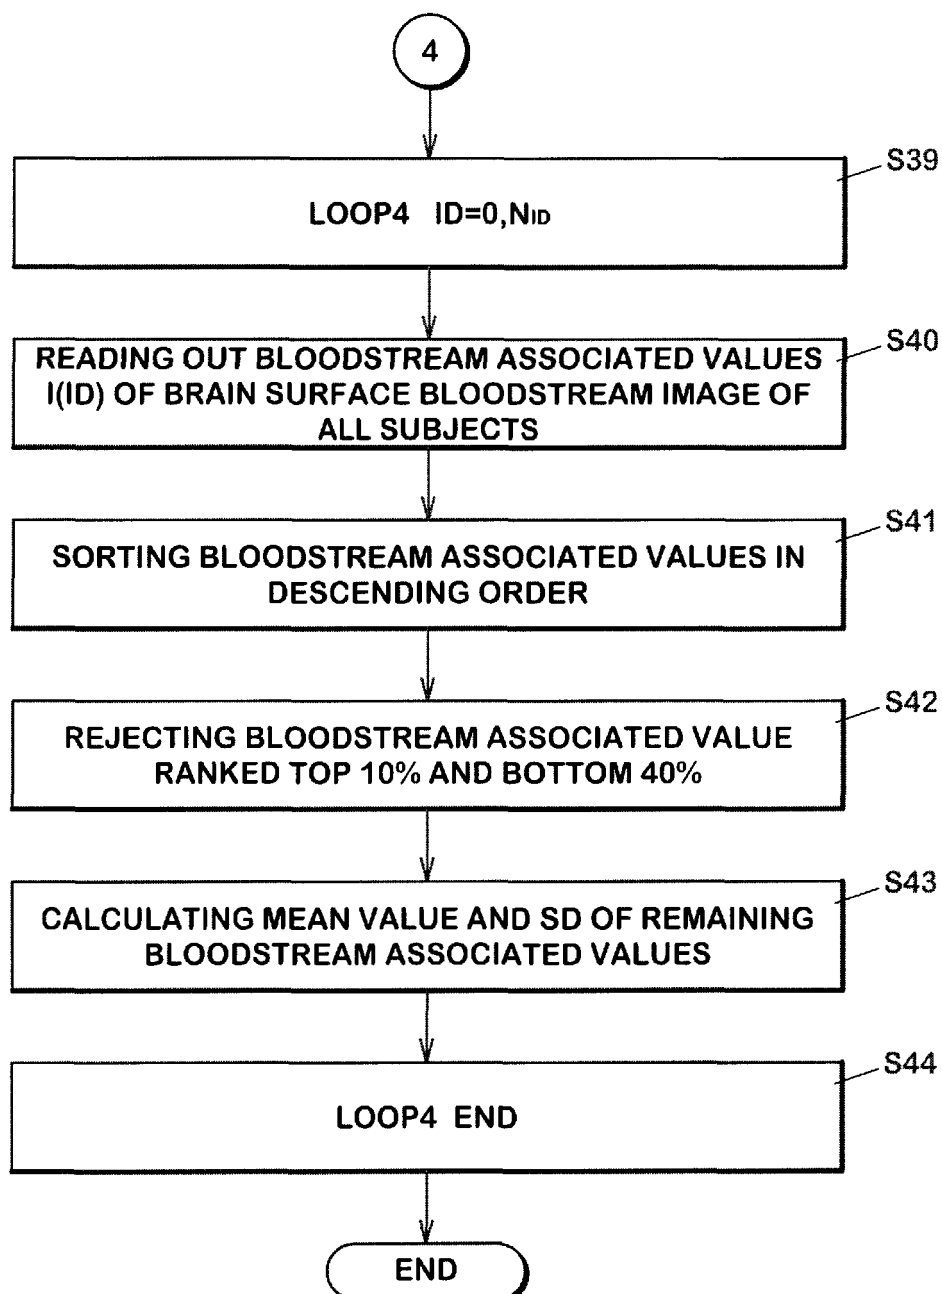 4
S39
LOOP4 ID=0,NID
S40
READING OUT BLOODSTREAM ASSOCIATED VALUES
I(ID) OF BRAIN SURFACE BLOODSTREAM IMAGE OF
ALL SUBJECTS
S41
SORTING BLOODSTREAM ASSOCIATED VALUES IN
DESCENDING ORDER
S42
REJECTING BLOODSTREAM ASSOCIATED VALUE
RANKED TOP 10% AND BOTTOM 40%
S43
CALCULATING MEAN VALUE AND SD OF REMAINING
BLOODSTREAM ASSOCIATED VALUES
S44
LOOP4 END
END